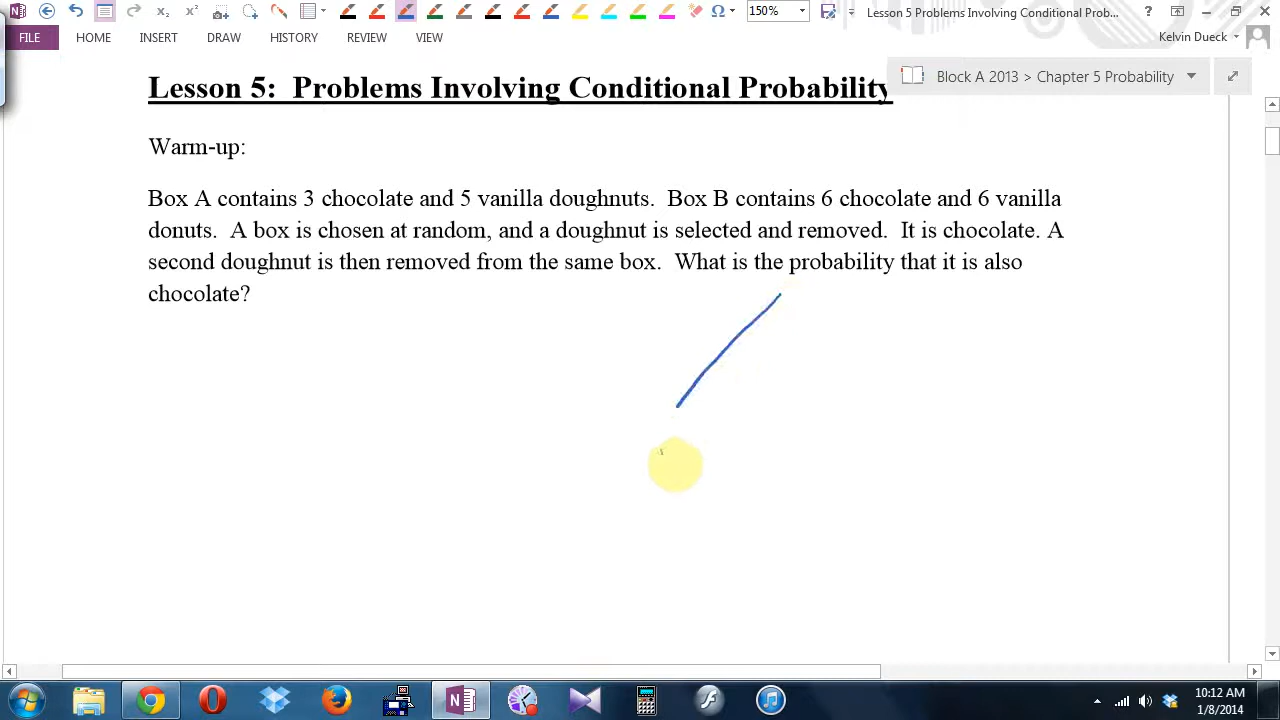 150%
Lesson 5 Problems Involving Conditional Prob...
?
FILE
HOME
INSERT
DRAW
HISTORY
REVIEW
VIEW
Kelvin Dueck
Block A 2013 > Chapter 5 Probability
Lesson 5:  Problems Involving Conditional Probability
Warm-up:
Box A contains 3 chocolate and 5 vanilla doughnuts.  Box B contains 6 chocolate and 6 vanilla
donuts.  A box is chosen at random, and a doughnut is selected and removed.  It is chocolate. A
second doughnut is then removed from the same box.  What is the probability that it is also
chocolate?
10:12 AM
1/8/2014